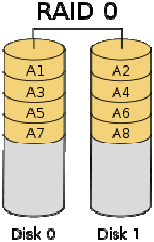 RAID 0
A1 A2
A3 A4
A5 A6
A7 A8
Disk 0 Disk 1